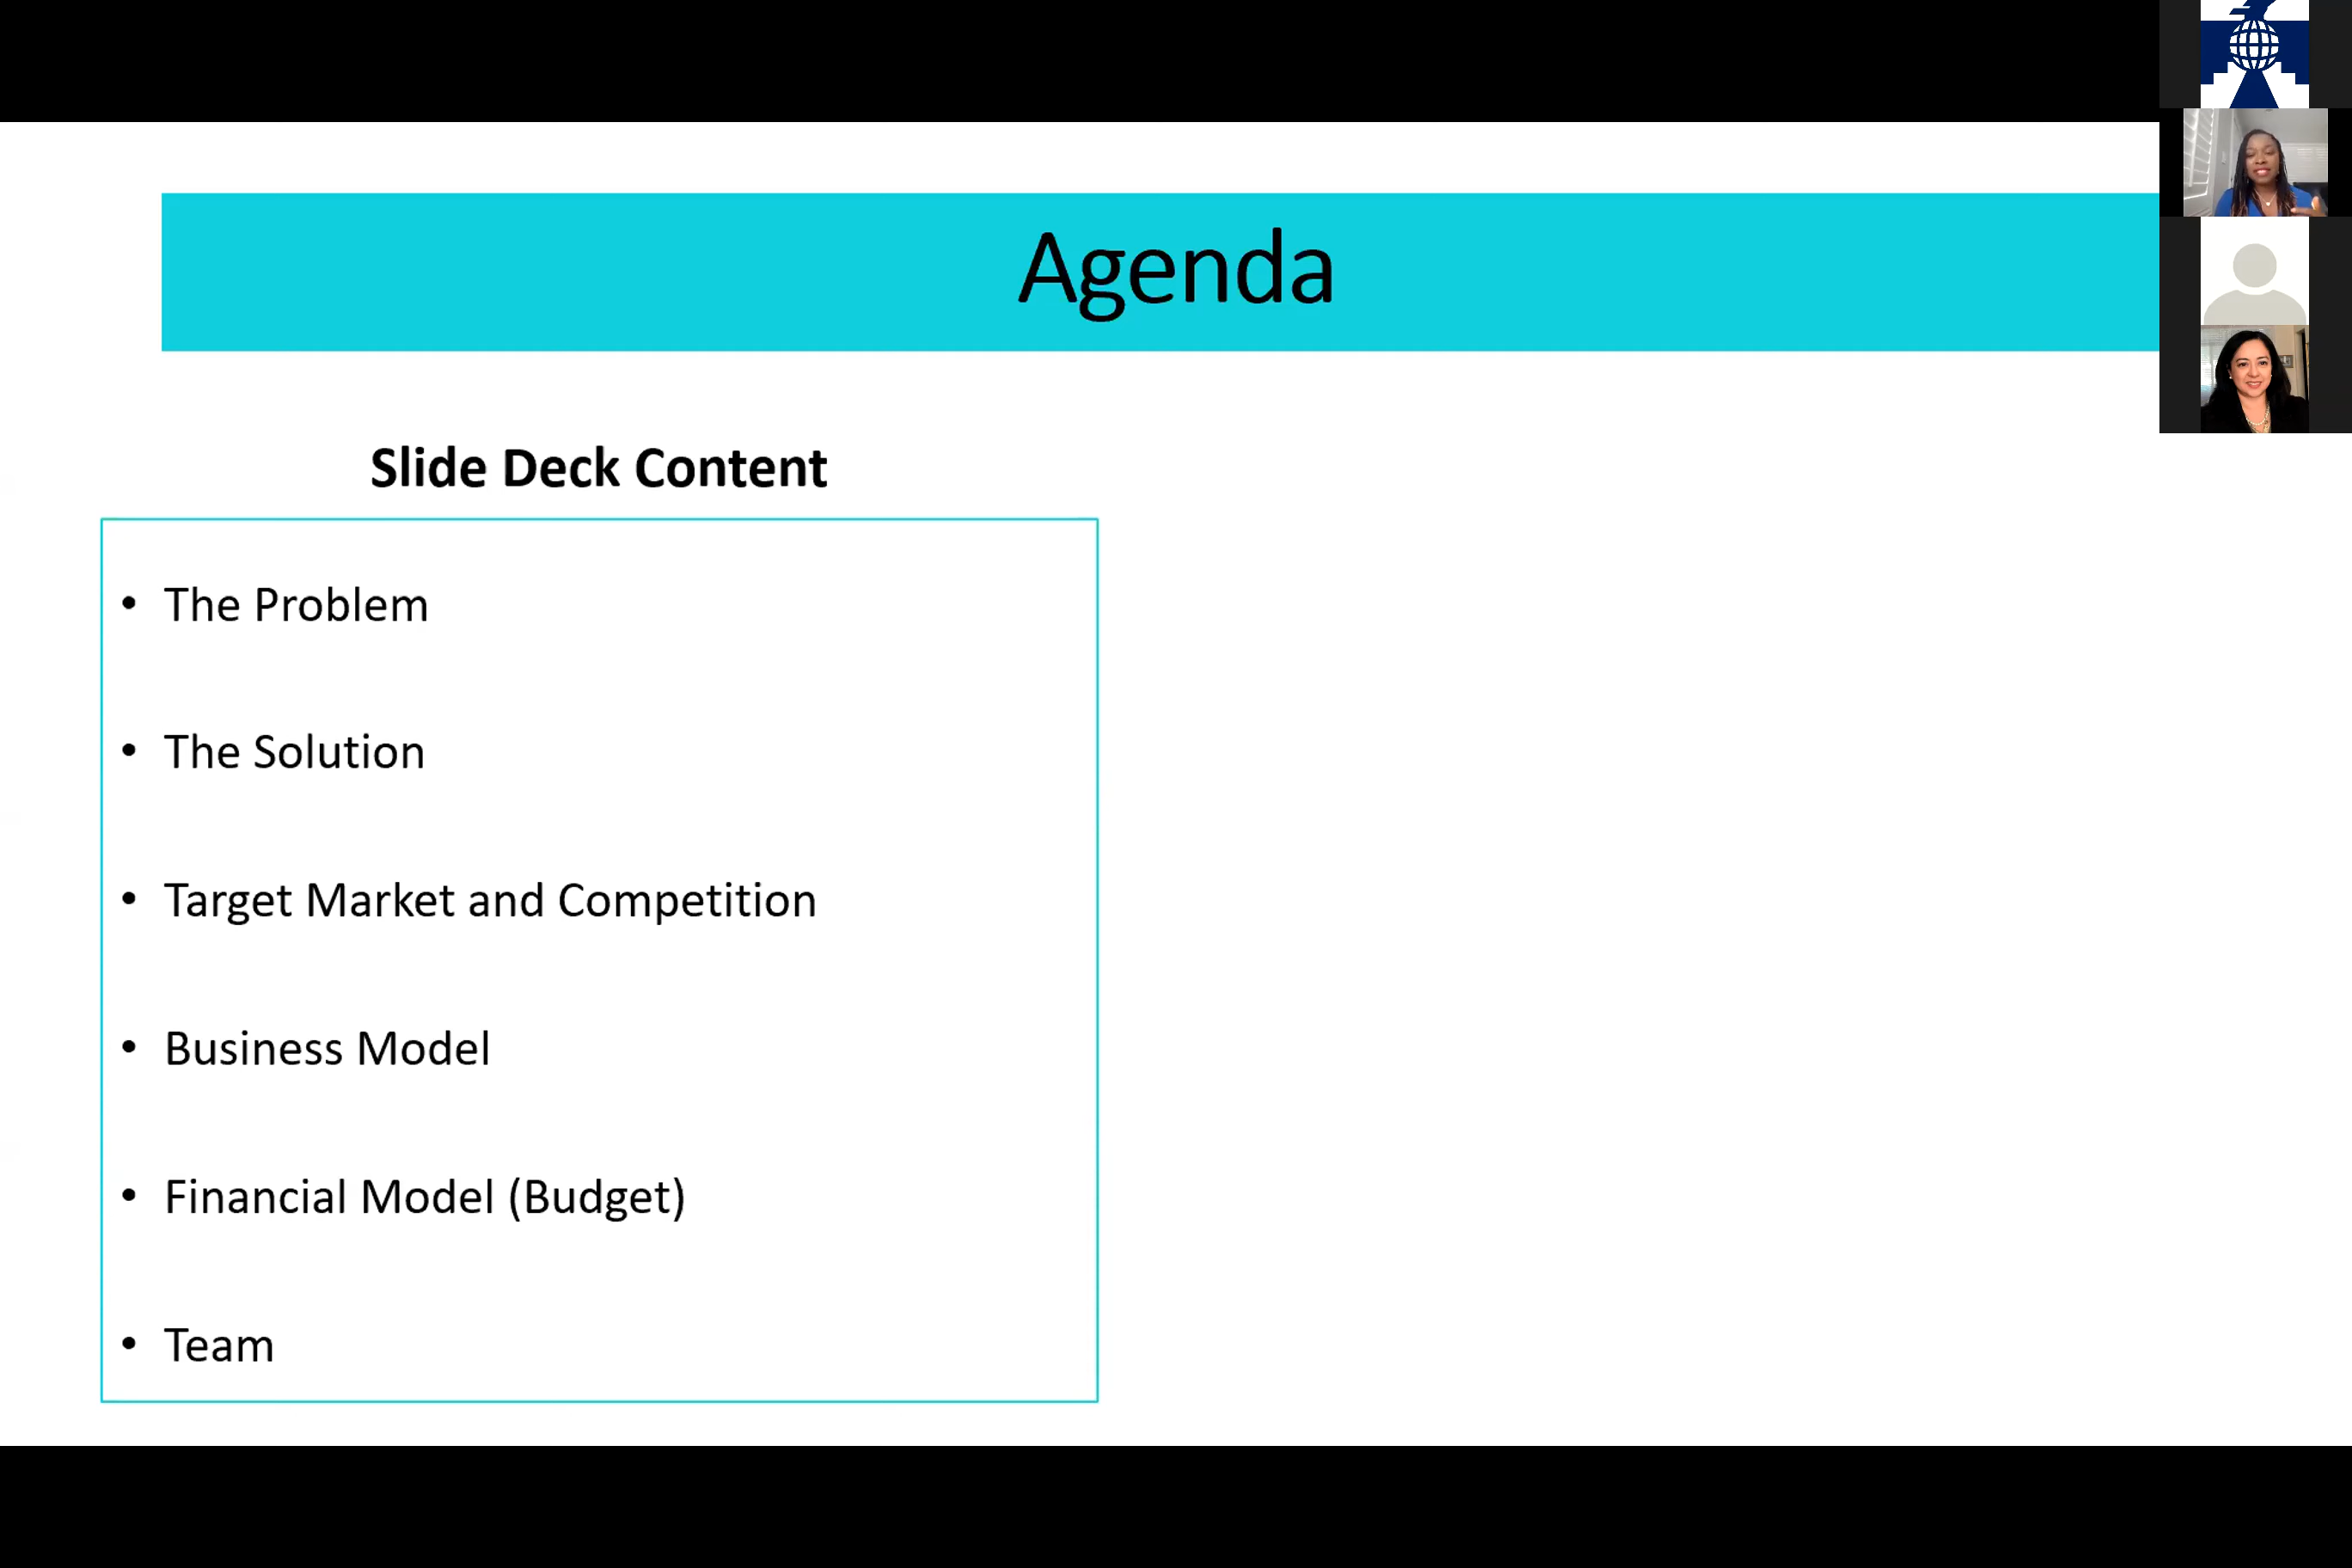 Agenda
Slide Deck Content
• The Problem
• The Solution
• Target Market and Competition
• Business Model
• Financial Model (Budget)
• Team